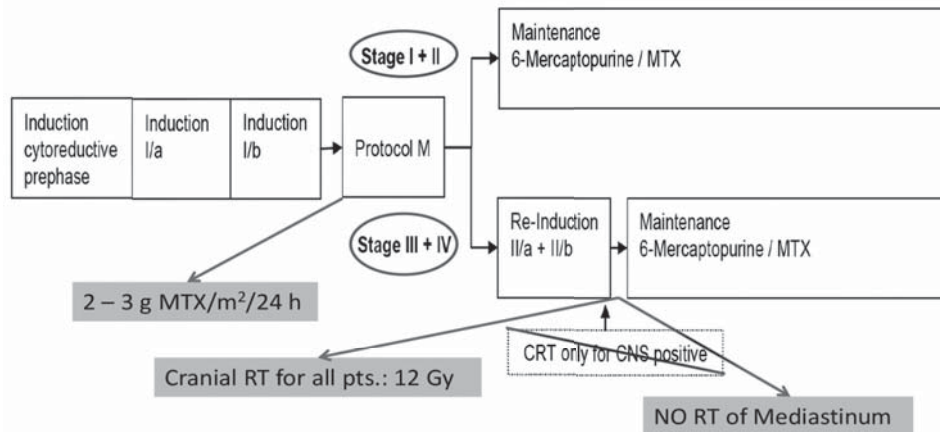 Stage I + II
Maintenance
6-Mercaptopurine / MTX
Induction
cytoreductive
prephase
Induction
I/a
Induction
I/b
Protocol M
Stage III + IV
Re-Induction
II/a + II/b
Maintenance
6-Mercaptopurine / MTX
2 – 3 g MTX/m²/24 h
CRT only for CNS positive
Cranial RT for all pts.: 12 Gy
NO RT of Mediastinum